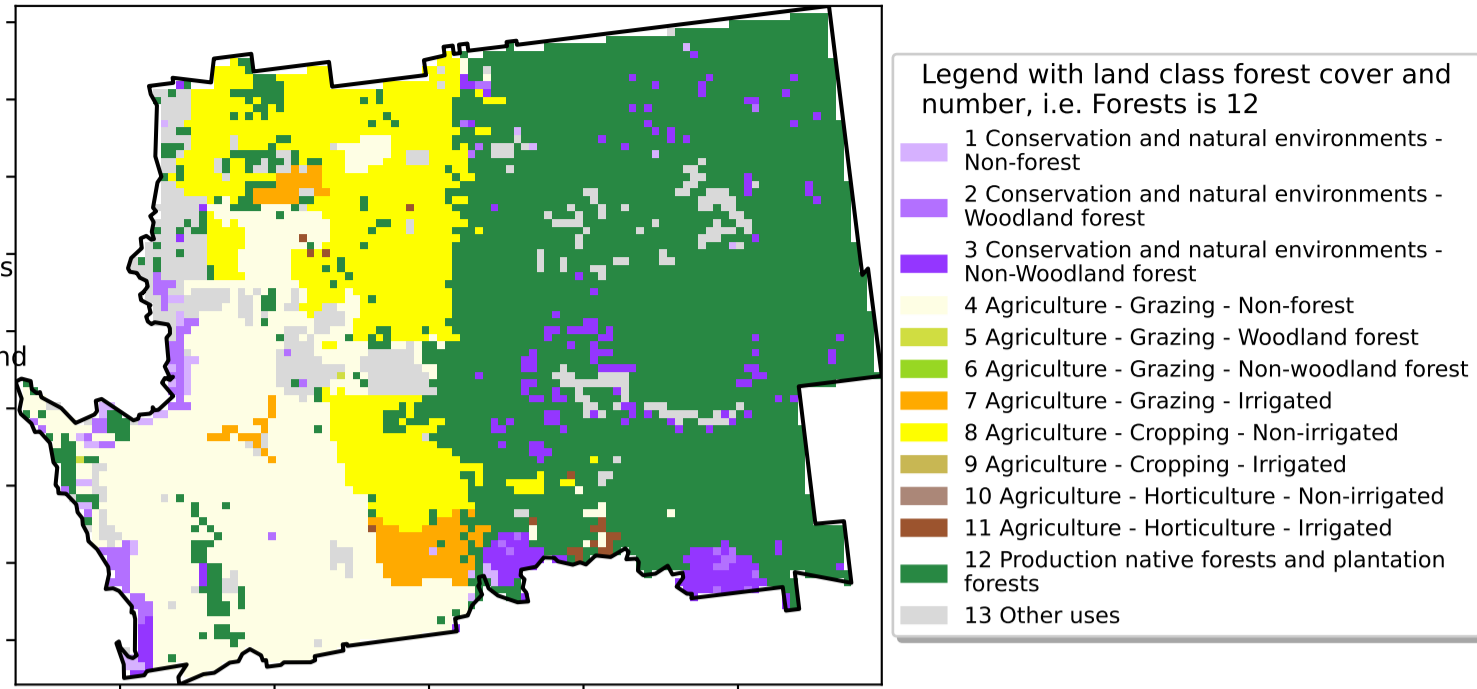 s
nd
Legend with land class forest cover and
number, i.e. Forests is 12
1 Conservation and natural environments -
Non-forest
2 Conservation and natural environments -
Woodland forest
3 Conservation and natural environments -
Non-Woodland forest
4 Agriculture - Grazing - Non-forest
5 Agriculture - Grazing - Woodland forest
6 Agriculture - Grazing - Non-woodland forest
7 Agriculture - Grazing - Irrigated
8 Agriculture - Cropping - Non-irrigated
9 Agriculture - Cropping - Irrigated
10 Agriculture - Horticulture - Non-irrigated
11 Agriculture - Horticulture - Irrigated
12 Production native forests and plantation
forests
13 Other uses